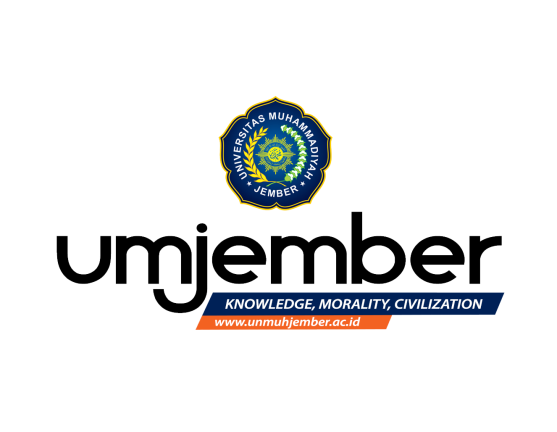 UNIVERSITAS MUHAMMADIYAH
★ JEMBER ★
umjember
KNOWLEDGE, MORALITY, CIVILIZATION
www.unmuhjember.ac.id